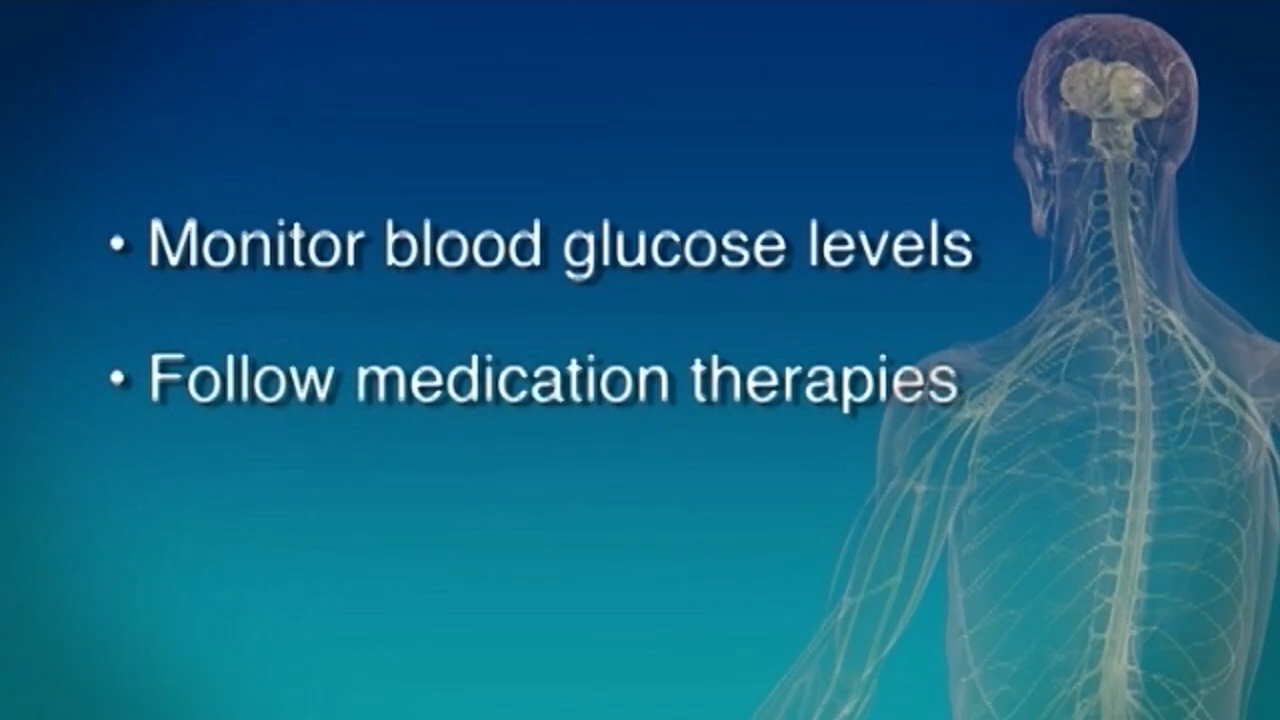 • Monitor blood glucose levels
• Follow medication therapies